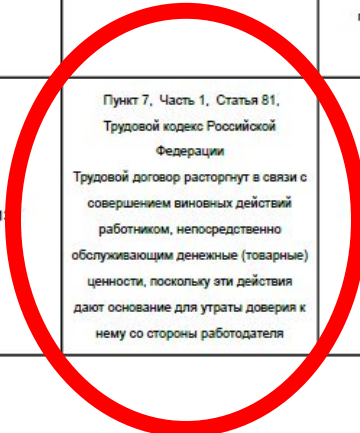 Пункт 7, Часть 1, Статья 81,
Трудовой кодекс Российской
Федерации
Трудовой договор расторгнут в связи с
совершением виновных действий
работником, непосредственно
обслуживающим денежные (товарные)
ценности, поскольку эти действия
дают основание для утраты доверия к
нему со стороны работодателя